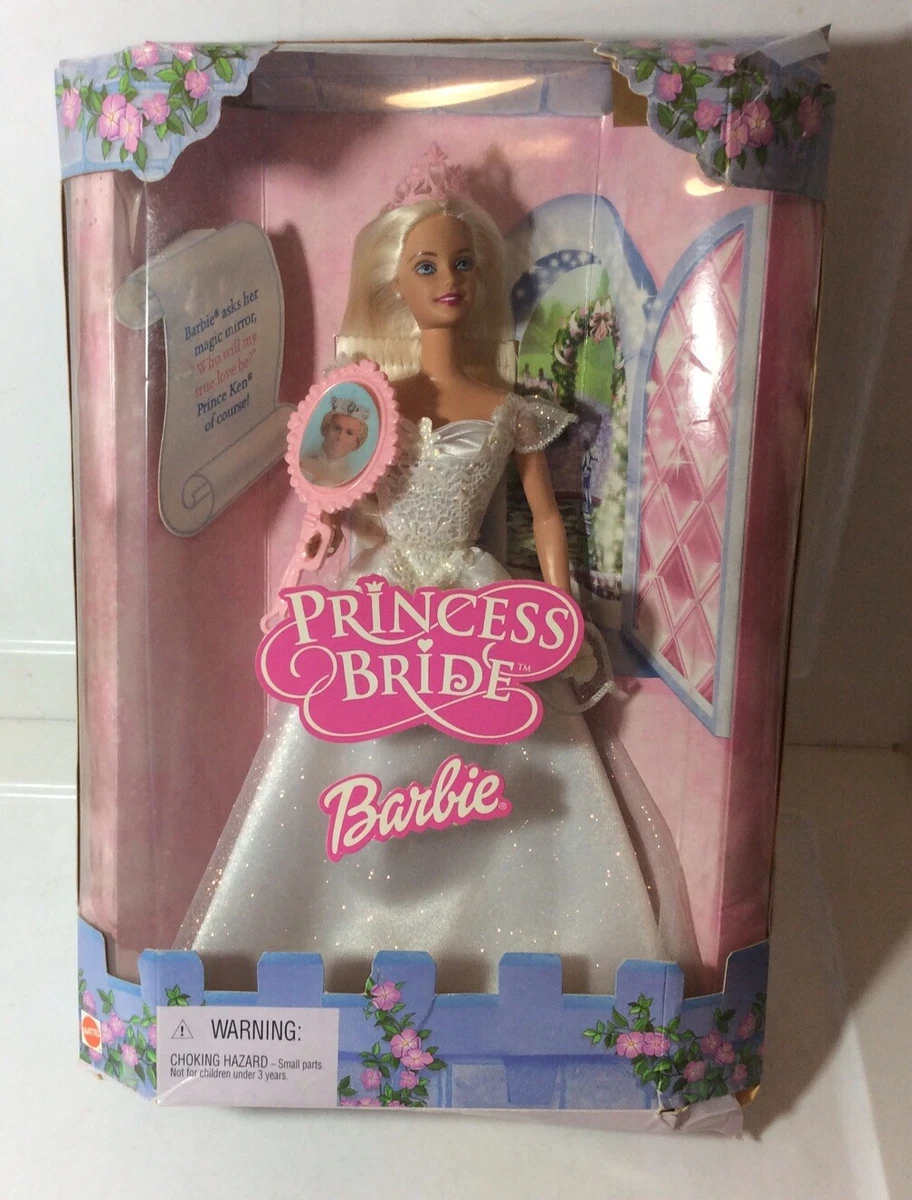 Barbie® asks her
magic mirror,
"Who will my
true love be?"
Prince Ken®
of course!
PRINCESS
BRIDE™
Barbie®
MATTEL
WARNING:
CHOKING HAZARD – Small parts.
Not for children under 3 years.